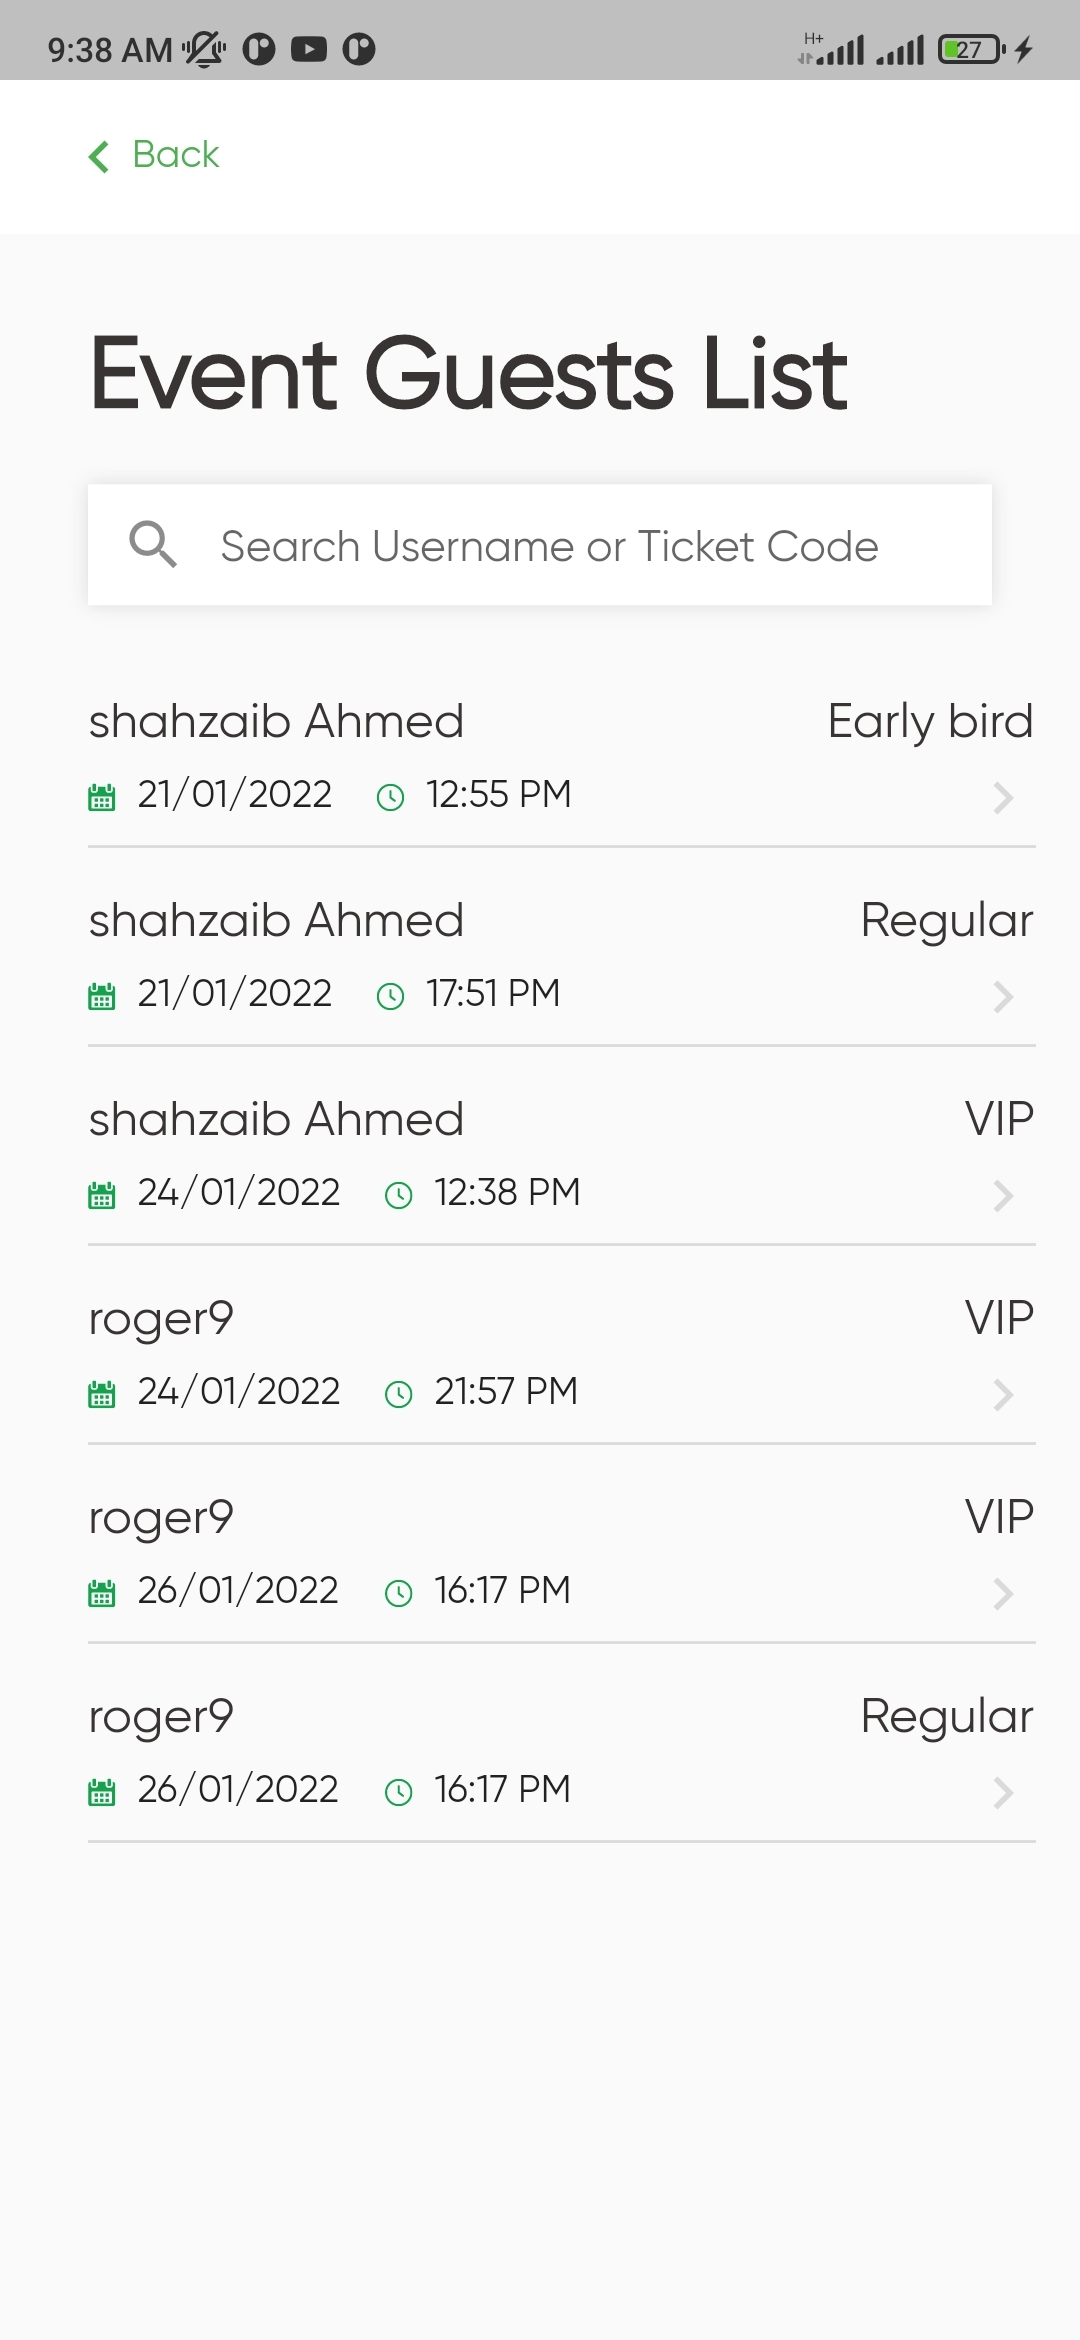 9:38 AM H+ 27
Back
Event Guests List
Search Username or Ticket Code
shahzaib Ahmed Early bird
21/01/2022 12:55 PM
shahzaib Ahmed Regular
21/01/2022 17:51 PM
shahzaib Ahmed VIP
24/01/2022 12:38 PM
roger9 VIP
24/01/2022 21:57 PM
roger9 VIP
26/01/2022 16:17 PM
roger9 Regular
26/01/2022 16:17 PM